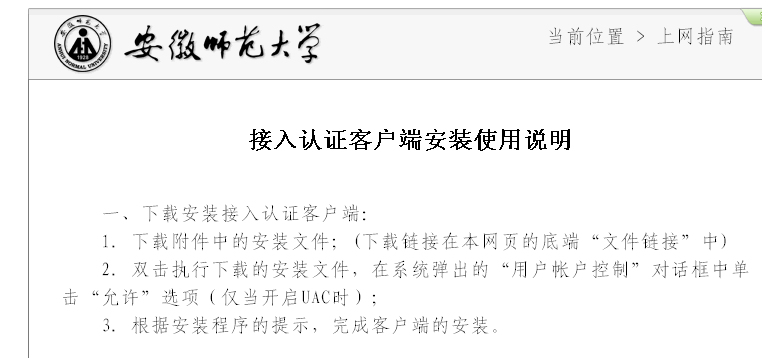 安徽师范大学
ANHUI NORMAL UNIVERSITY
1928
当前位置 > 上网指南
接入认证客户端安装使用说明
一、下载安装接入认证客户端:
1. 下载附件中的安装文件; (下载链接在本网页的底端“文件链接”中)
2. 双击执行下载的安装文件, 在系统弹出的“用户帐户控制”对话框中单
击“允许”选项(仅当开启UAC时);
3. 根据安装程序的提示, 完成客户端的安装。